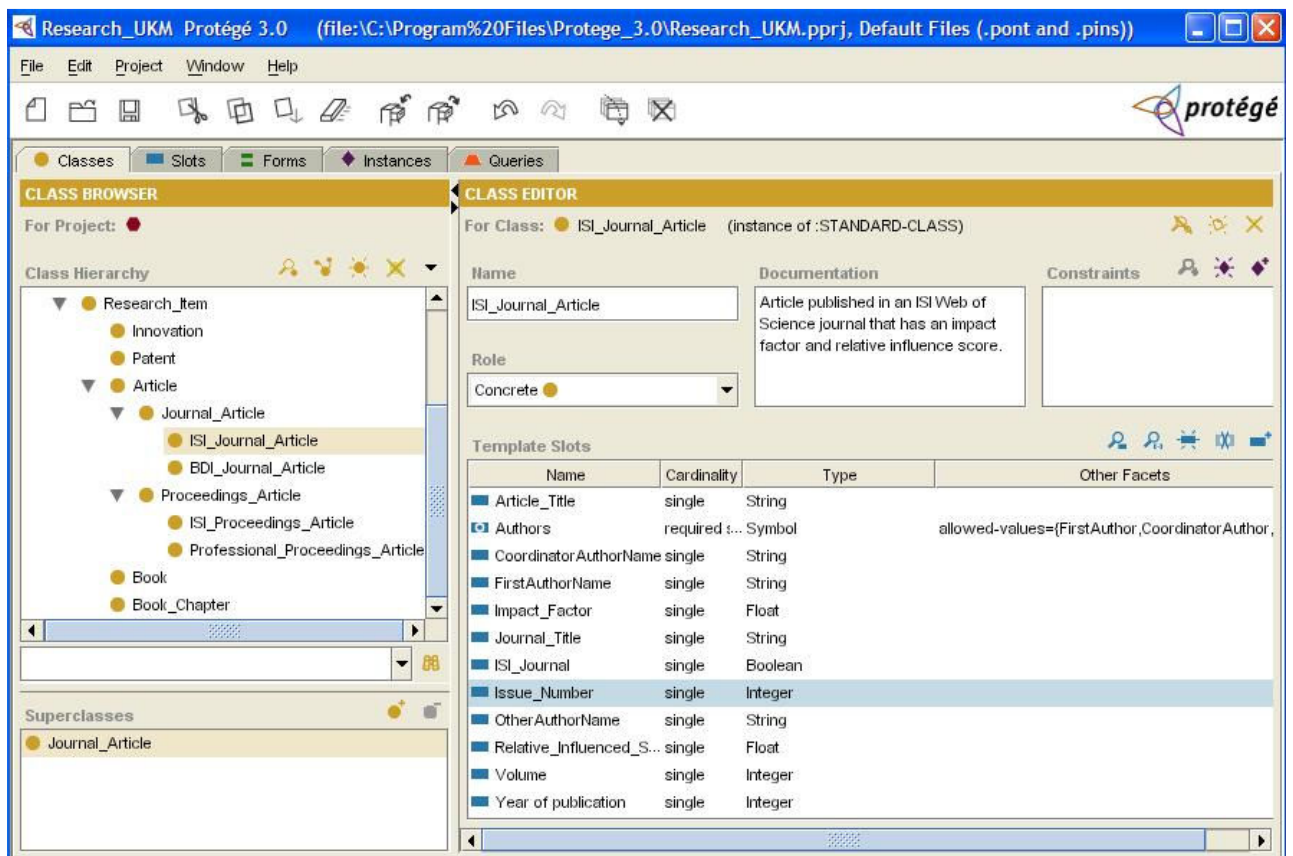 Research_UKM Protégé 3.0 (file:\C:\Program%20Files\Protege_3.0\Research_UKM.pprj, Default Files (.pont and .pins))
File Edit Project Window Help
protégé
Classes Slots Forms Instances Queries
CLASS BROWSER
For Project:
Class Hierarchy
Research_Item
Innovation
Patent
Article
Journal_Article
ISI_Journal_Article
BDI_Journal_Article
Proceedings_Article
ISI_Proceedings_Article
Professional_Proceedings_Article
Book
Book_Chapter
Superclasses
Journal_Article
CLASS EDITOR
For Class: ISI_Journal_Article (instance of :STANDARD-CLASS)
Name Documentation Constraints
ISI_Journal_Article
Article published in an ISI Web of
Science journal that has an impact
factor and relative influence score.
Role
Concrete
Template Slots
Name Cardinality Type Other Facets
Article_Title single String
Authors required s... Symbol allowed-values={FirstAuthor,CoordinatorAuthor,
CoordinatorAuthorName single String
FirstAuthorName single String
Impact_Factor single Float
Journal_Title single String
ISI_Journal single Boolean
Issue_Number single Integer
OtherAuthorName single String
Relative_Influenced_S... single Float
Volume single Integer
Year of publication single Integer